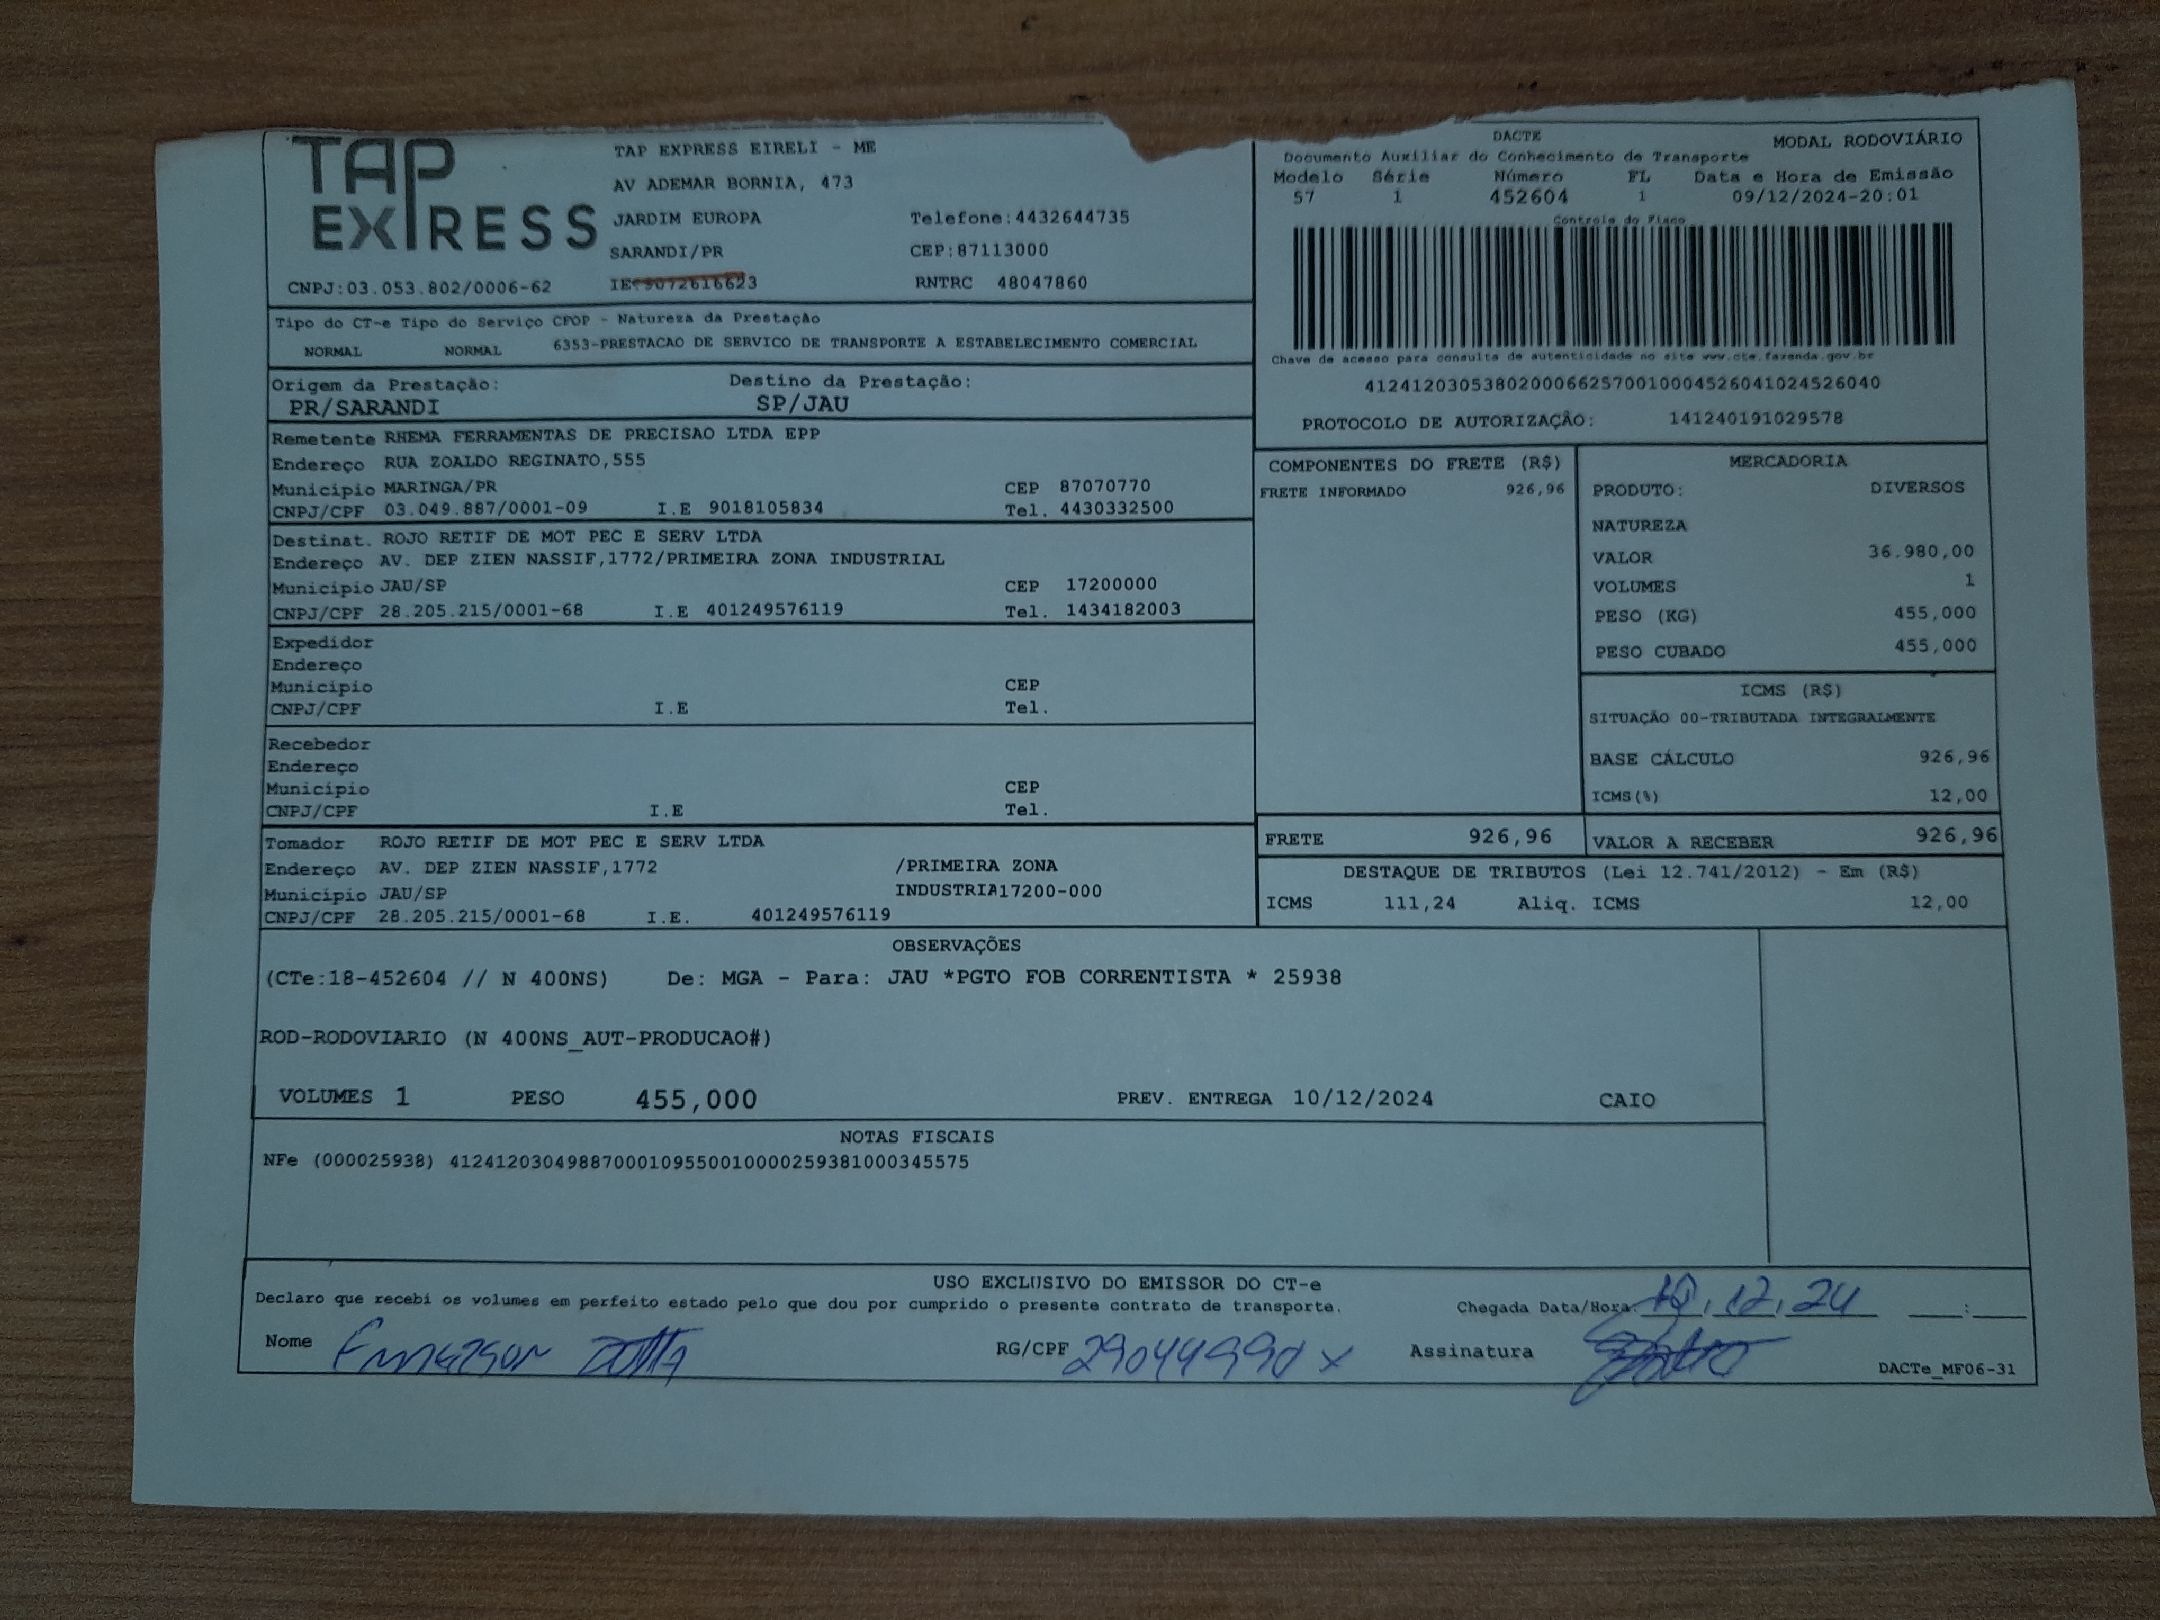 TAP EXPRESS
TAP EXPRESS EIRELI - ME
AV ADEMAR BORNIA, 473
JARDIM EUROPA Telefone:4432644735
SARANDI/PR CEP:87113000
CNPJ:03.053.802/0006-62 IE:9072616623 RNTRC 48047860
DACTE MODAL RODOVIÁRIO
Documento Auxiliar do Conhecimento de Transporte
Modelo Série Número FL Data e Hora de Emissão
57 1 452604 1 09/12/2024-20:01
Controle do Fisco
Chave de acesso para consulta de autenticidade no site www.cte.fazenda.gov.br
41241203053802000662570010004526041024526040
PROTOCOLO DE AUTORIZAÇÃO: 141240191029578
Tipo do CT-e Tipo do Serviço CFOP - Natureza da Prestação
NORMAL NORMAL 6353-PRESTACAO DE SERVICO DE TRANSPORTE A ESTABELECIMENTO COMERCIAL
Origem da Prestação: Destino da Prestação:
PR/SARANDI SP/JAU
Remetente RHEMA FERRAMENTAS DE PRECISAO LTDA EPP
Endereço RUA ZOALDO REGINATO,555
Município MARINGA/PR CEP 87070770
CNPJ/CPF 03.049.887/0001-09 I.E 9018105834 Tel. 4430332500
Destinat. ROJO RETIF DE MOT PEC E SERV LTDA
Endereço AV. DEP ZIEN NASSIF,1772/PRIMEIRA ZONA INDUSTRIAL
Município JAU/SP CEP 17200000
CNPJ/CPF 28.205.215/0001-68 I.E 401249576119 Tel. 1434182003
Expedidor
Endereço
Município CEP
CNPJ/CPF I.E Tel.
Recebedor
Endereço
Município CEP
CNPJ/CPF I.E Tel.
Tomador ROJO RETIF DE MOT PEC E SERV LTDA
Endereço AV. DEP ZIEN NASSIF,1772 /PRIMEIRA ZONA
Município JAU/SP INDUSTRIA17200-000
CNPJ/CPF 28.205.215/0001-68 I.E. 401249576119
COMPONENTES DO FRETE (R$)
FRETE INFORMADO 926,96
MERCADORIA
PRODUTO: DIVERSOS
NATUREZA
VALOR 36.980,00
VOLUMES 1
PESO (KG) 455,000
PESO CUBADO 455,000
ICMS (R$)
SITUAÇÃO 00-TRIBUTADA INTEGRALMENTE
BASE CÁLCULO 926,96
ICMS(%) 12,00
FRETE 926,96 VALOR A RECEBER 926,96
DESTAQUE DE TRIBUTOS (Lei 12.741/2012) - Em (R$)
ICMS 111,24 Aliq. ICMS 12,00
OBSERVAÇÕES
(CTe:18-452604 // N 400NS) De: MGA - Para: JAU *PGTO FOB CORRENTISTA * 25938
ROD-RODOVIARIO (N 400NS_AUT-PRODUCAO#)
VOLUMES 1 PESO 455,000 PREV. ENTREGA 10/12/2024 CAIO
NOTAS FISCAIS
NFe (000025938) 41241203049887000109550010000259381000345575
USO EXCLUSIVO DO EMISSOR DO CT-e
Declaro que recebi os volumes em perfeito estado pelo que dou por cumprido o presente contrato de transporte. Chegada Data/Hora: 12.24 :
Nome Emerson RG/CPF 29044990 x Assinatura
DACTe_MF06-31